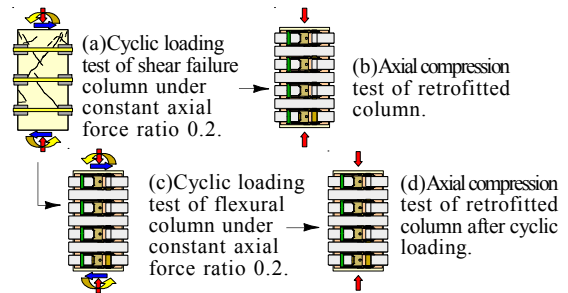 (a)Cyclic loading
test of shear failure
column under
constant axial
force ratio 0.2.
(b)Axial compression
test of retrofitted
column.
(c)Cyclic loading
test of flexural
column under
constant axial
force ratio 0.2.
(d)Axial compression
test of retrofitted
column after cyclic
loading.